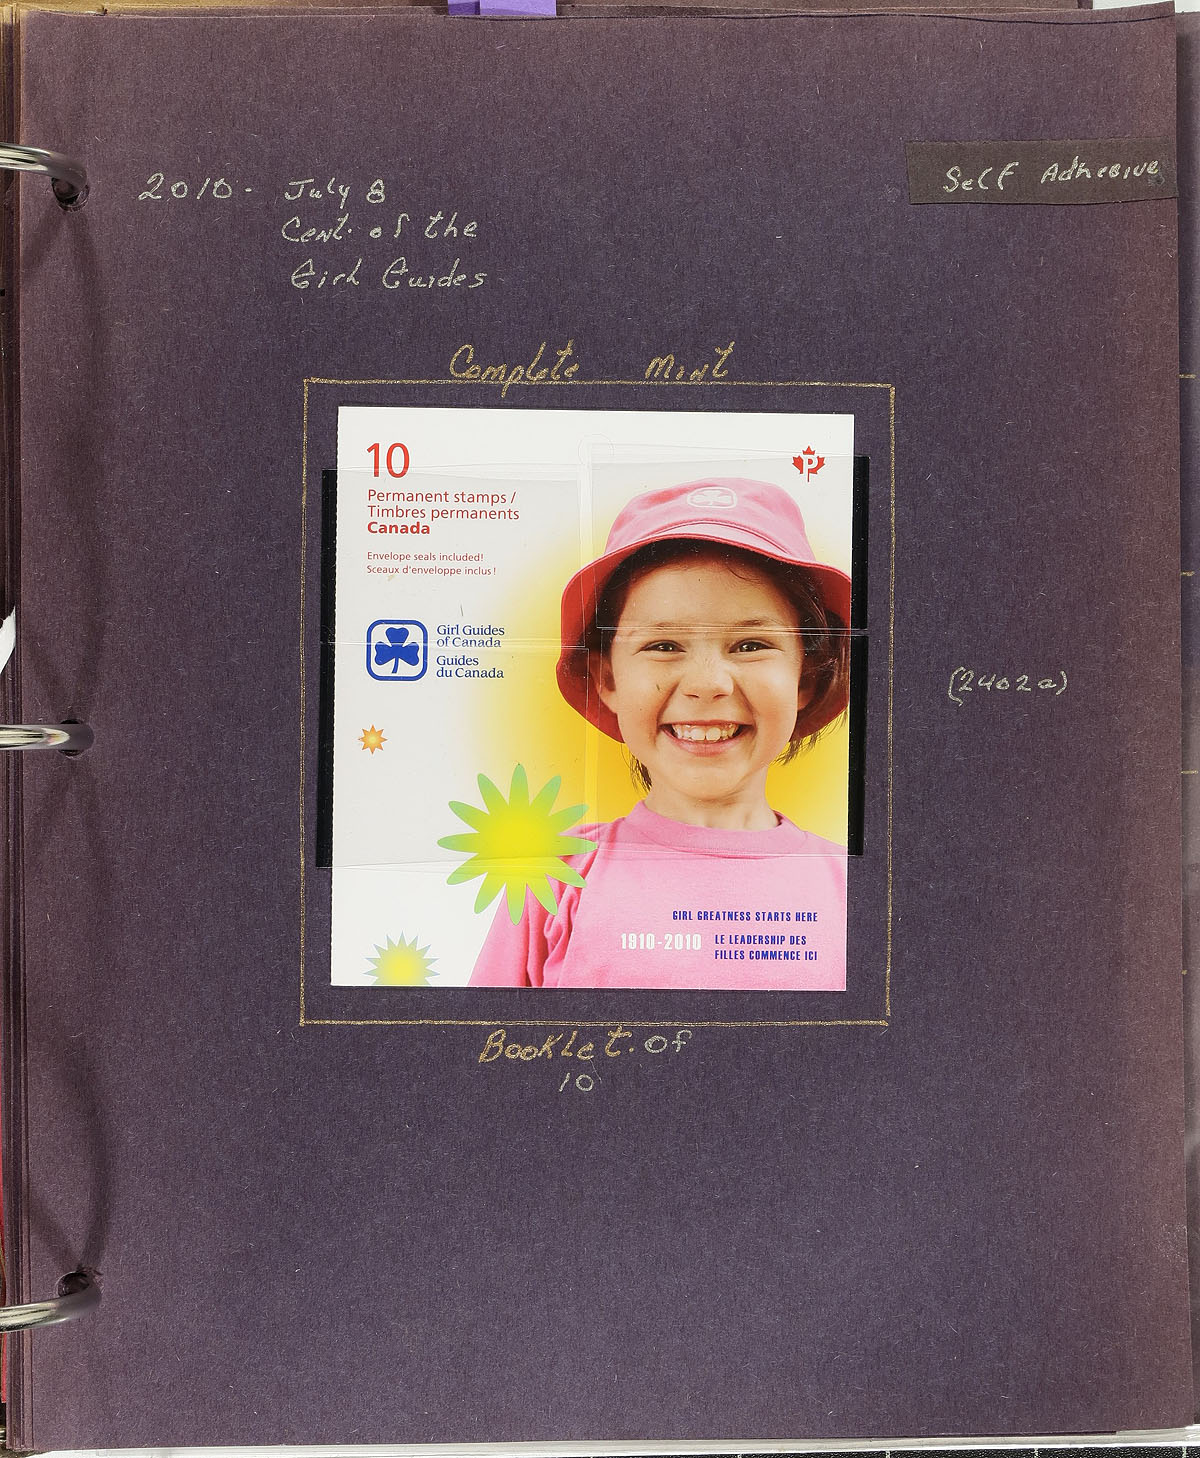 2010. July 8
Cent. of the
Girl Guides
Self Adhesive
Complete Mint
10
Permanent stamps /
Timbres permanents
Canada
Envelope seals included!
Sceaux d'enveloppe inclus !
P
Girl Guides
of Canada
Guides
du Canada
GIRL GREATNESS STARTS HERE
1910-2010 LE LEADERSHIP DES
FILLES COMMENCE ICI
(2402a)
Booklet. of
10